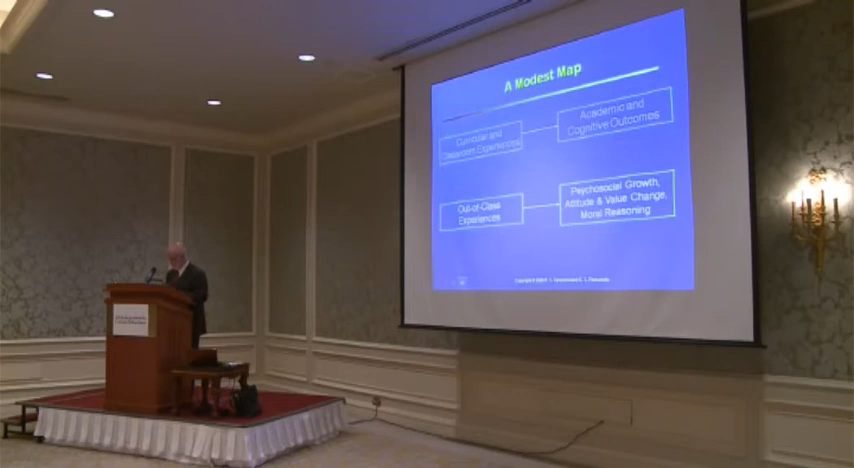 A Modest Map
Curricular and
Classroom Experiences
Academic and
Cognitive Outcomes
Out-of-Class
Experiences
Psychosocial Growth,
Attitude & Value Change,
Moral Reasoning